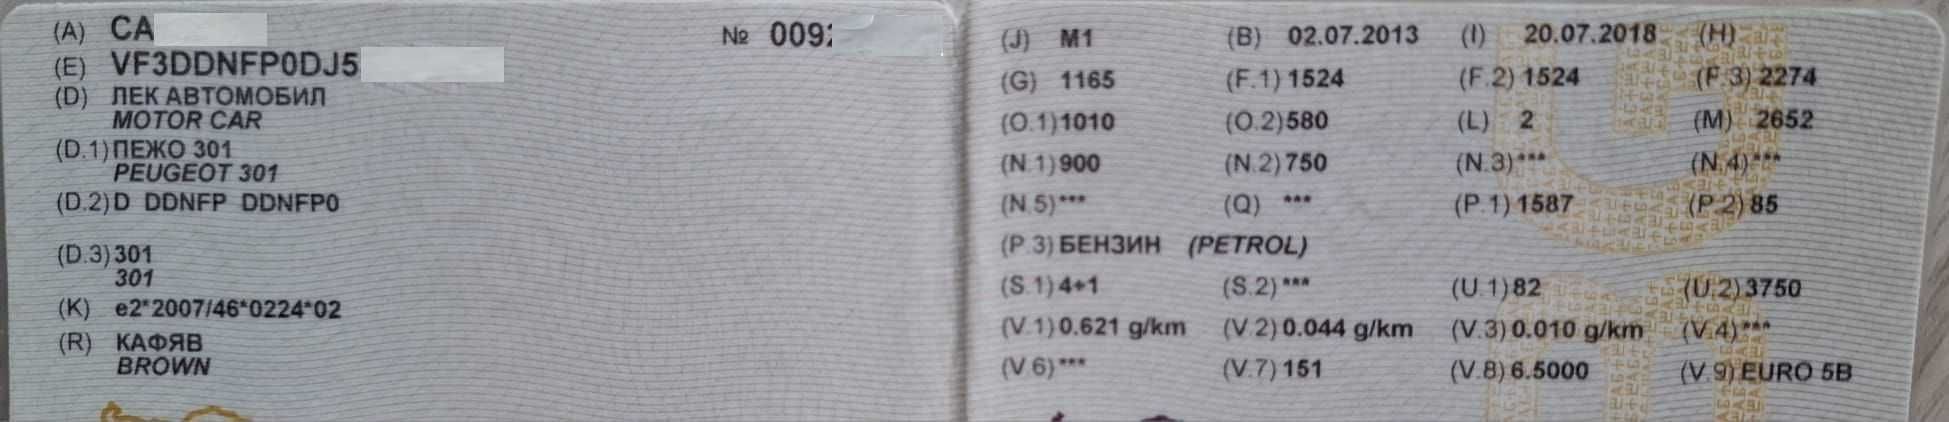 (A) CA
№ 0092
(E) VF3DDNFP0DJ5
(D) ЛЕК АВТОМОБИЛ
MOTOR CAR
(D.1) ПЕЖО 301
PEUGEOT 301
(D.2) D DDNFP DDNFP0
(D.3) 301
301
(K) e2*2007/46*0224*02
(R) КАФЯВ
BROWN
(J) M1 (B) 02.07.2013 (I) 20.07.2018 (H)
(G) 1165 (F.1) 1524 (F.2) 1524 (F.3) 2274
(O.1) 1010 (O.2) 580 (L) 2 (M) 2652
(N.1) 900 (N.2) 750 (N.3) *** (N.4) ***
(N.5) *** (Q) *** (P.1) 1587 (P.2) 85
(P.3) БЕНЗИН (PETROL)
(S.1) 4+1 (S.2) *** (U.1) 82 (U.2) 3750
(V.1) 0.621 g/km (V.2) 0.044 g/km (V.3) 0.010 g/km (V.4) ***
(V.6) *** (V.7) 151 (V.8) 6.5000 (V.9) EURO 5B